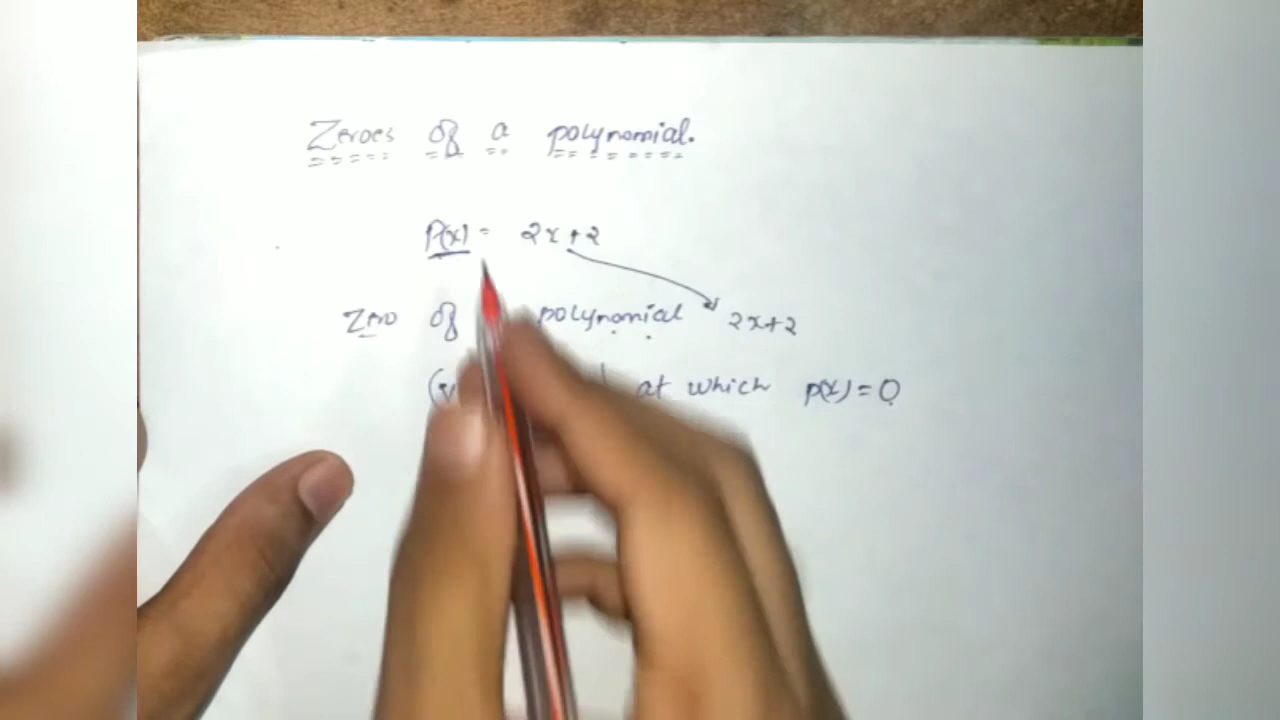 Zeroes of a polynomial.
P(x) = 2x+2
Zero of polynomial 2x+2
at which p(x) = 0